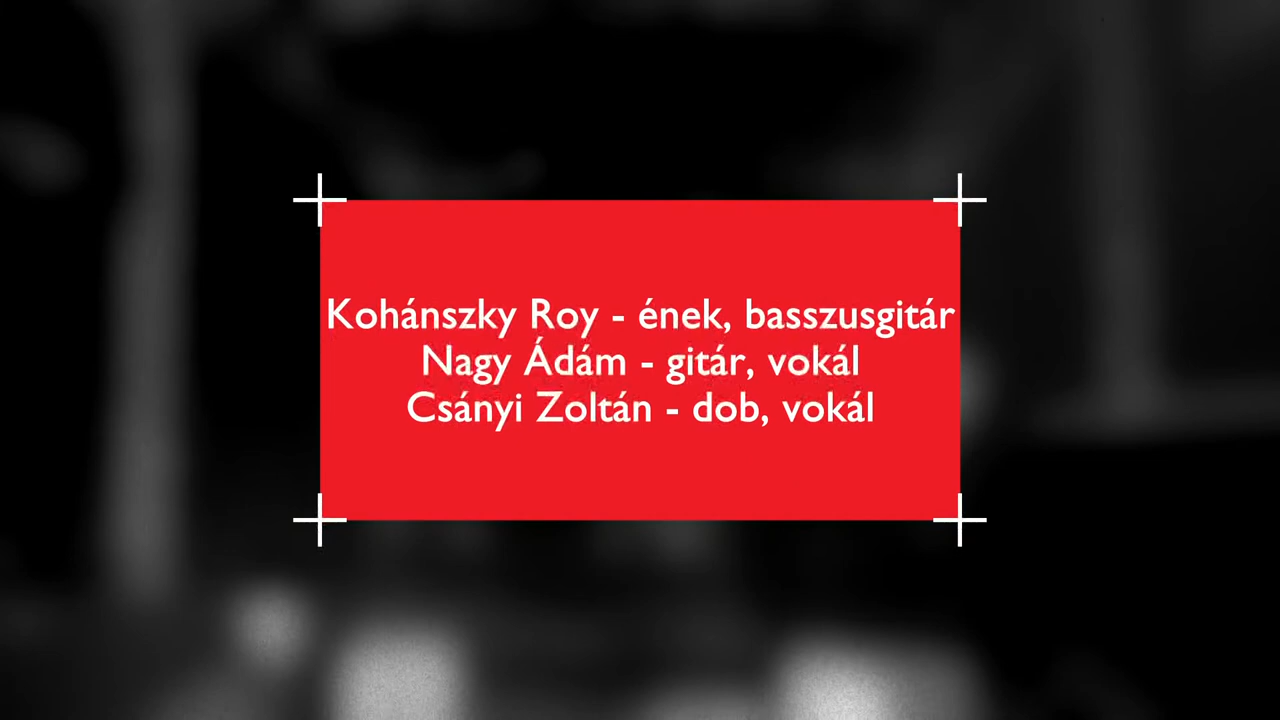 Kohánszky Roy - ének, basszusgitár
Nagy Ádám - gitár, vokál
Csányi Zoltán - dob, vokál